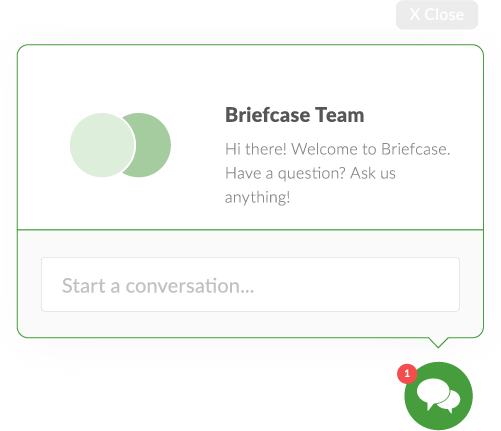 X Close
Briefcase Team
Hi there! Welcome to Briefcase.
Have a question? Ask us
anything!
Start a conversation...
1